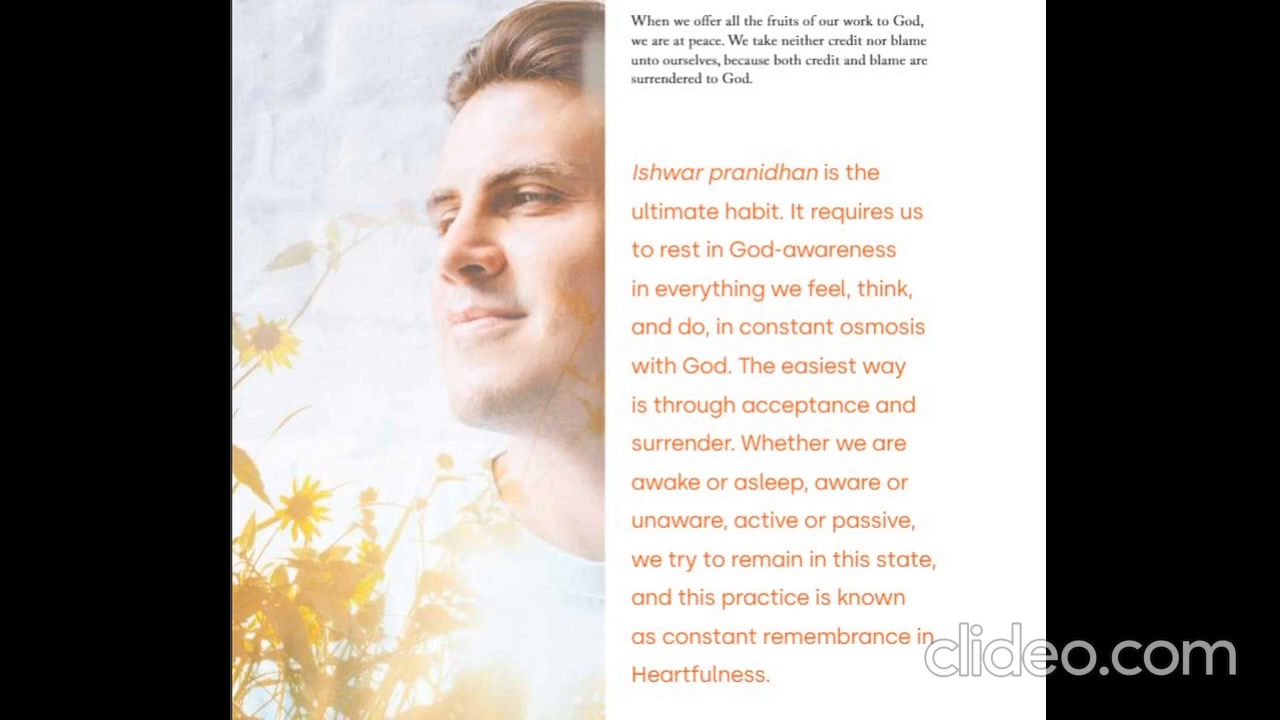 When we offer all the fruits of our work to God,
we are at peace. We take neither credit nor blame
unto ourselves, because both credit and blame are
surrendered to God.
Ishwar pranidhan is the
ultimate habit. It requires us
to rest in God-awareness
in everything we feel, think,
and do, in constant osmosis
with God. The easiest way
is through acceptance and
surrender. Whether we are
awake or asleep, aware or
unaware, active or passive,
we try to remain in this state,
and this practice is known
as constant remembrance in
Heartfulness.
clideo.com